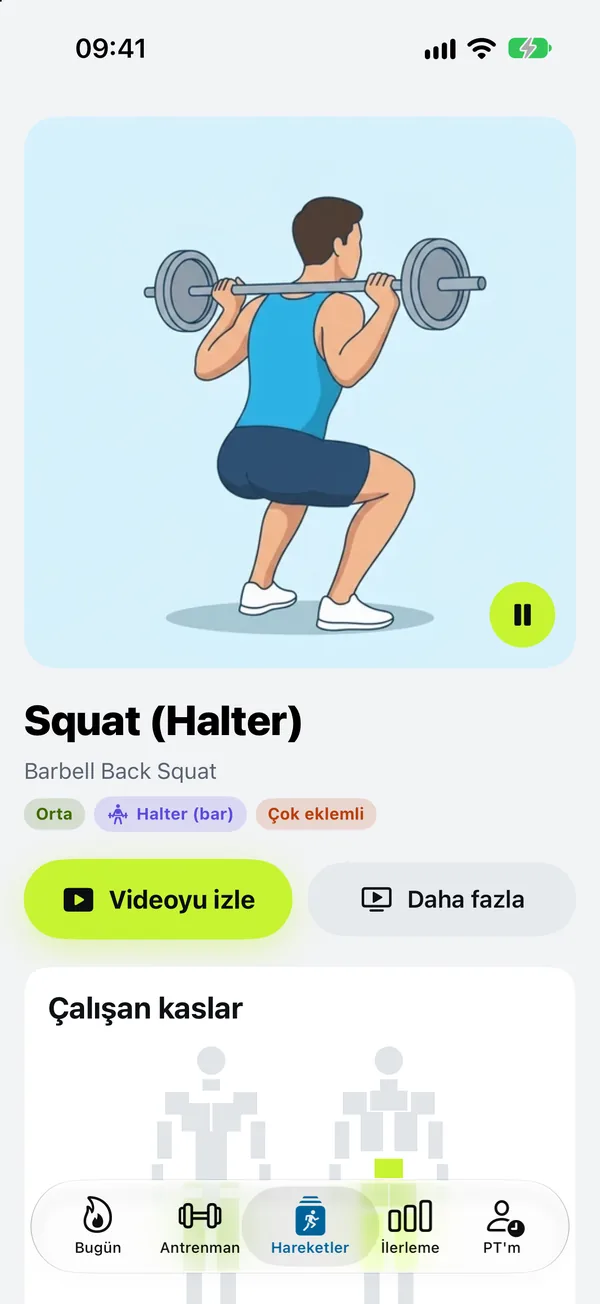 09:41
Squat (Halter)
Barbell Back Squat
Orta
Halter (bar)
Çok eklemli
Videoyu izle
Daha fazla
Çalışan kaslar
Bugün
Antrenman
Hareketler
İlerleme
PT'm